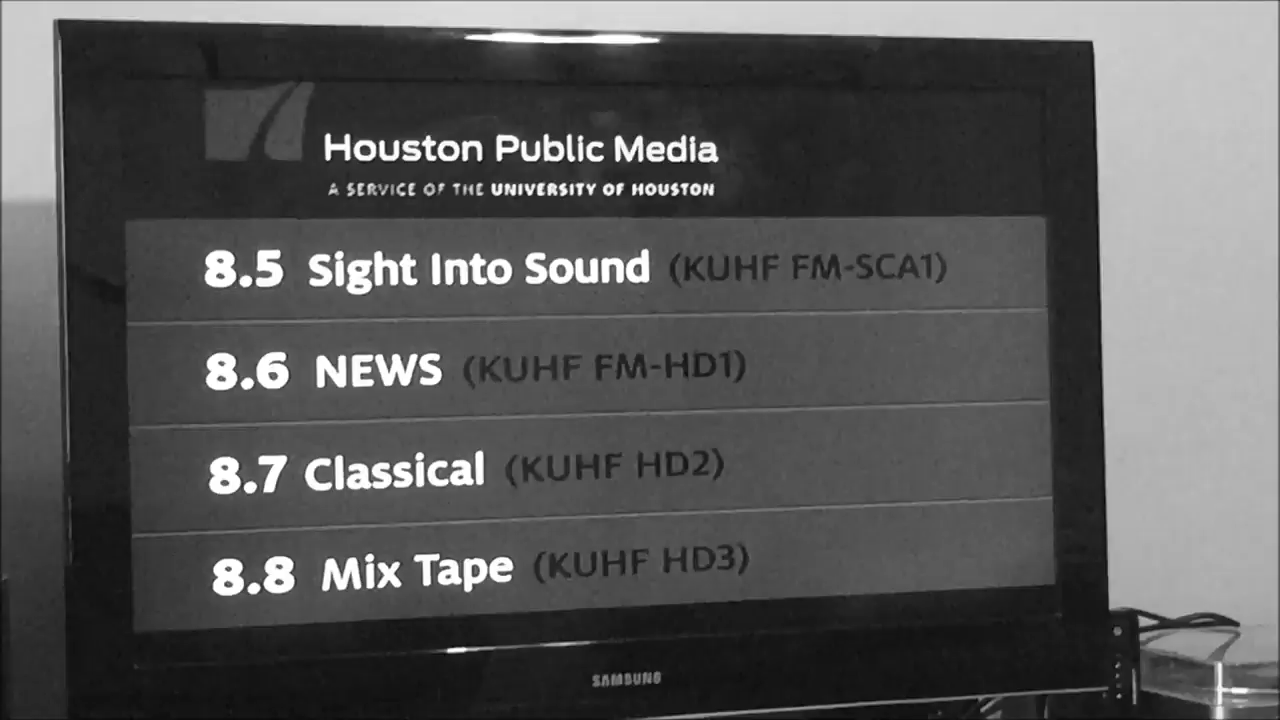 Houston Public Media
A SERVICE OF THE UNIVERSITY OF HOUSTON
8.5 Sight Into Sound (KUHF FM-SCA1)
8.6 NEWS (KUHF FM-HD1)
8.7 Classical (KUHF HD2)
8.8 Mix Tape (KUHF HD3)
SAMSUNG